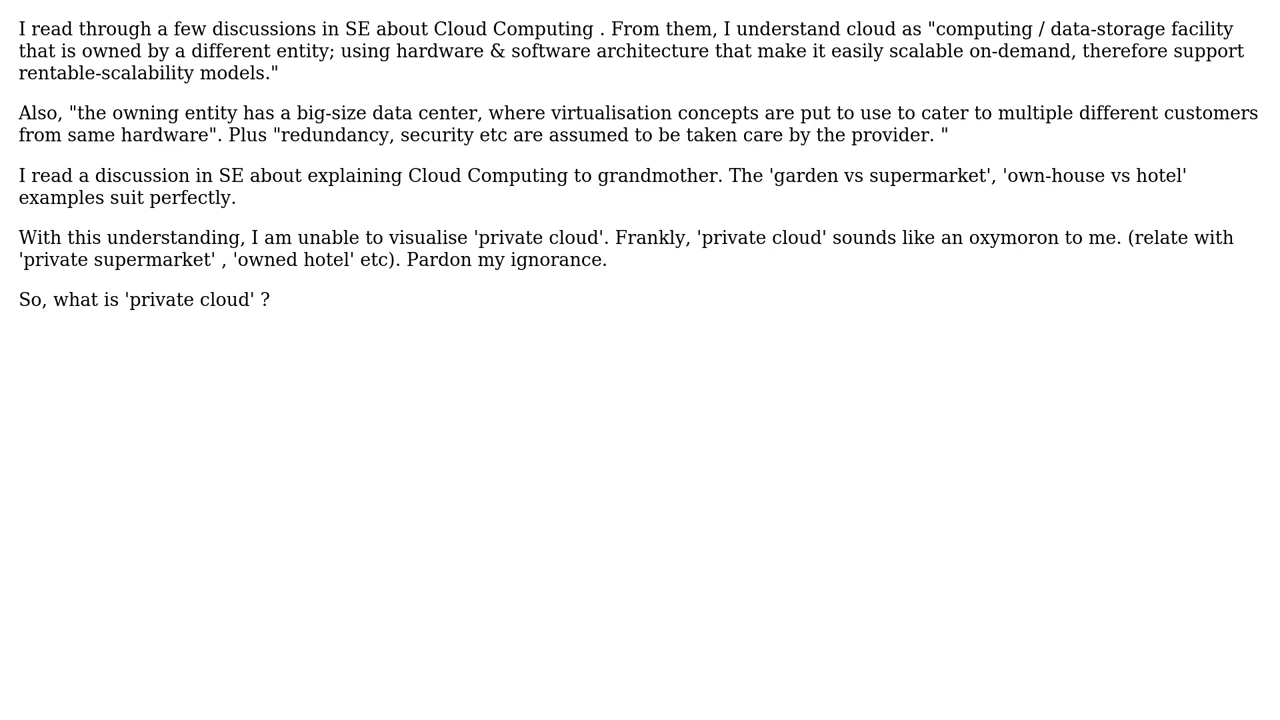 I read through a few discussions in SE about Cloud Computing . From them, I understand cloud as "computing / data-storage facility
that is owned by a different entity; using hardware & software architecture that make it easily scalable on-demand, therefore support
rentable-scalability models."
Also, "the owning entity has a big-size data center, where virtualisation concepts are put to use to cater to multiple different customers
from same hardware". Plus "redundancy, security etc are assumed to be taken care by the provider. "
I read a discussion in SE about explaining Cloud Computing to grandmother. The 'garden vs supermarket', 'own-house vs hotel'
examples suit perfectly.
With this understanding, I am unable to visualise 'private cloud'. Frankly, 'private cloud' sounds like an oxymoron to me. (relate with
'private supermarket' , 'owned hotel' etc). Pardon my ignorance.
So, what is 'private cloud' ?